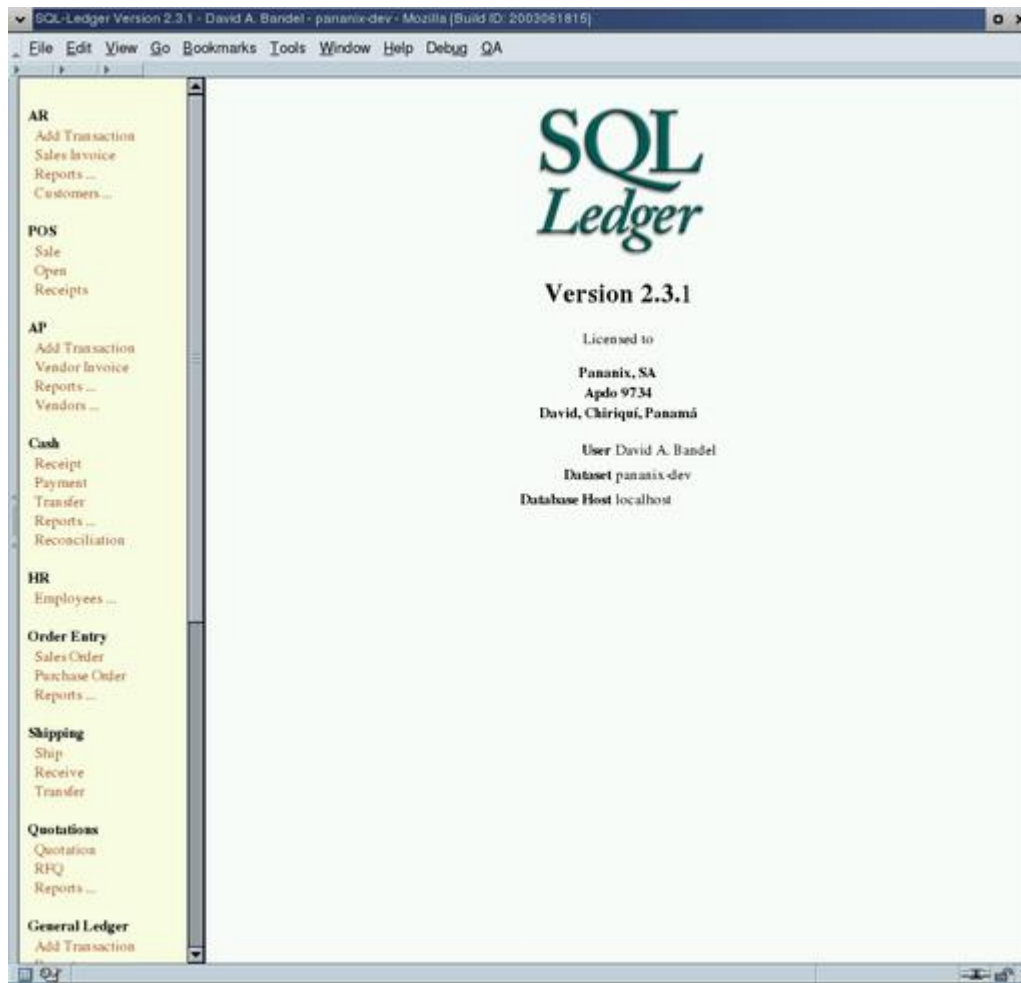 SQL-Ledger Version 2.3.1 - David A. Bandel - pananix-dev - Mozilla {Build ID: 2003061815}
File Edit View Go Bookmarks Tools Window Help Debug QA
AR
Add Transaction
Sales Invoice
Reports ...
Customers ...
POS
Sale
Open
Receipts
AP
Add Transaction
Vendor Invoice
Reports ...
Vendors ...
Cash
Receipt
Payment
Transfer
Reports ...
Reconciliation
HR
Employees ...
Order Entry
Sales Order
Purchase Order
Reports ...
Shipping
Ship
Receive
Transfer
Quotations
Quotation
RFQ
Reports ...
General Ledger
Add Transaction
SQL
Ledger
Version 2.3.1
Licensed to
Pananix, SA
Apdo 9734
David, Chiriquí, Panamá
User David A. Bandel
Dataset pananix-dev
Database Host localhost